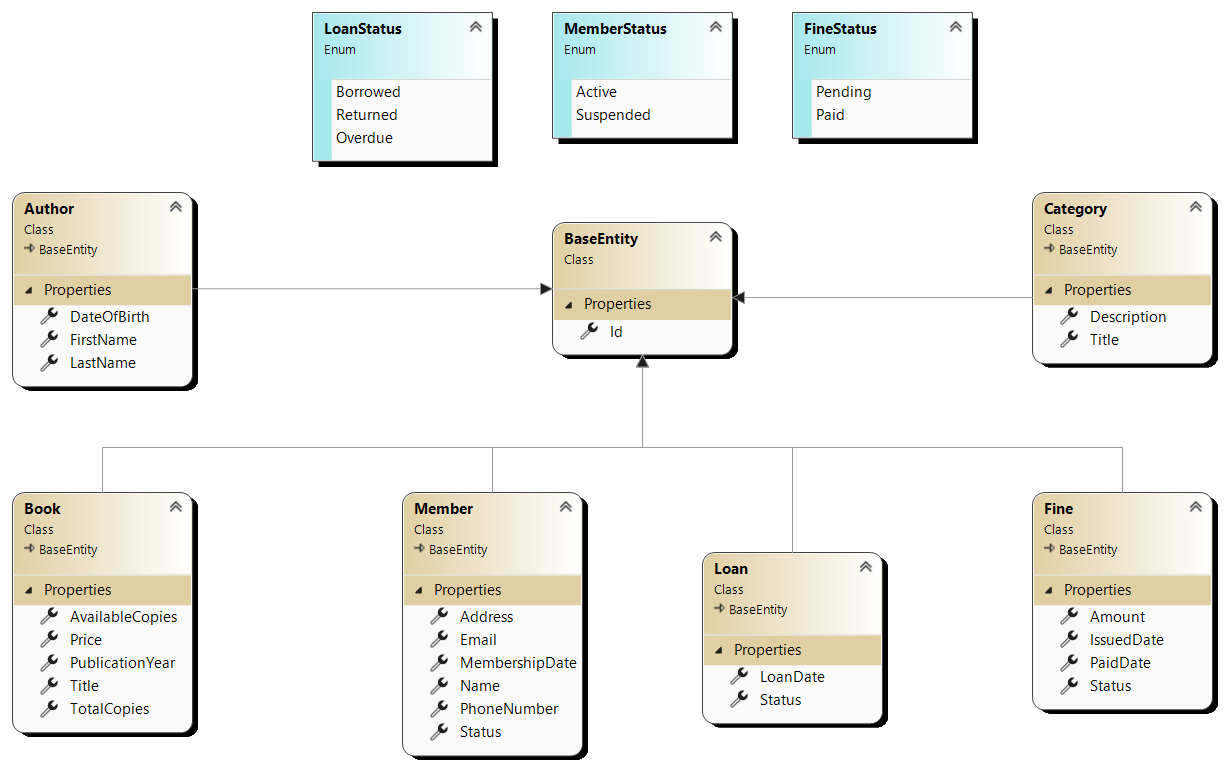 LoanStatus
Enum
Borrowed
Returned
Overdue
MemberStatus
Enum
Active
Suspended
FineStatus
Enum
Pending
Paid
Author
Class
BaseEntity
Properties
DateOfBirth
FirstName
LastName
BaseEntity
Class
Properties
Id
Category
Class
BaseEntity
Properties
Description
Title
Book
Class
BaseEntity
Properties
AvailableCopies
Price
PublicationYear
Title
TotalCopies
Member
Class
BaseEntity
Properties
Address
Email
MembershipDate
Name
PhoneNumber
Status
Loan
Class
BaseEntity
Properties
LoanDate
Status
Fine
Class
BaseEntity
Properties
Amount
IssuedDate
PaidDate
Status